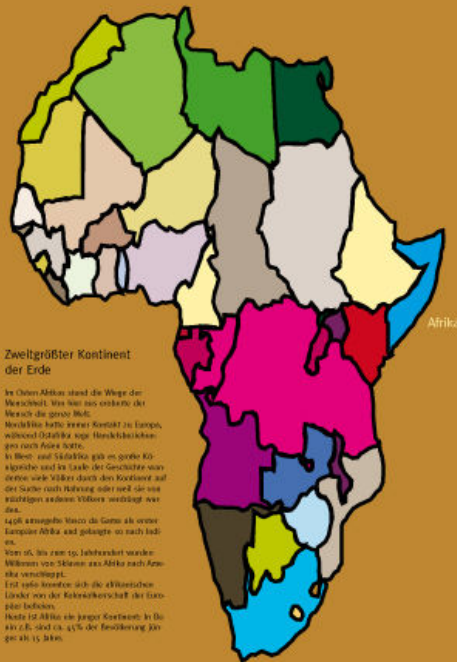 Afrika
Zweitgrößter Kontinent
der Erde
Im Osten Afrikas stand die Wiege der
Menschheit. Von hier aus eroberte der
Mensch die ganze Welt.
Nordafrika hatte immer Kontakt zu Europa,
während Ostafrika rege Handelsbeziehun-
gen nach Asien hatte.
In West- und Südafrika gab es große Kö-
nigreiche und im Laufe der Geschichte wan-
derten viele Völker durch den Kontinent auf
der Suche nach Nahrung oder weil sie von
mächtigen anderen Völkern verdrängt wur-
den.
1498 umsegelte Vasco da Gama als erster
Europäer Afrika und gelangte so nach Indi-
en.
Vom 16. bis zum 19. Jahrhundert wurden
Millionen von Sklaven aus Afrika nach Ame-
rika verschleppt.
Erst 1960 konnten sich die afrikanischen
Länder von der Kolonialherrschaft der Euro-
päer befreien.
Heute ist Afrika ein junger Kontinent: In
z.B. sind ca. 45% der Bevölkerung jün-
ger als 15 Jahre.